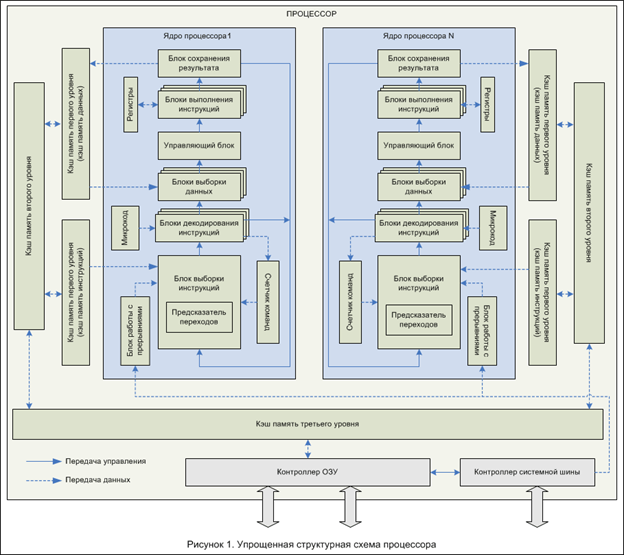 ПРОЦЕССОР
Ядро процессора1
Ядро процессора N
Блок сохранения
результата
Блоки выполнения
инструкций
Регистры
Управляющий блок
Блоки выборки
данных
Блоки декодирования
инструкций
Микрокод
Блок выборки
инструкций
Предсказатель
переходов
Счетчик команд
Блок работы с
прерываниями
Кэш память первого уровня
(кэш память данных)
Кэш память первого уровня
(кэш память инструкций)
Кэш память второго уровня
Блок сохранения
результата
Блоки выполнения
инструкций
Регистры
Управляющий блок
Блоки выборки
данных
Блоки декодирования
инструкций
Микрокод
Блок выборки
инструкций
Предсказатель
переходов
Счетчик команд
Блок работы с
прерываниями
Кэш память первого уровня
(кэш память данных)
Кэш память первого уровня
(кэш память инструкций)
Кэш память второго уровня
Кэш память третьего уровня
Передача управления
Передача данных
Контроллер ОЗУ
Контроллер системной шины
Рисунок 1. Упрощенная структурная схема процессора